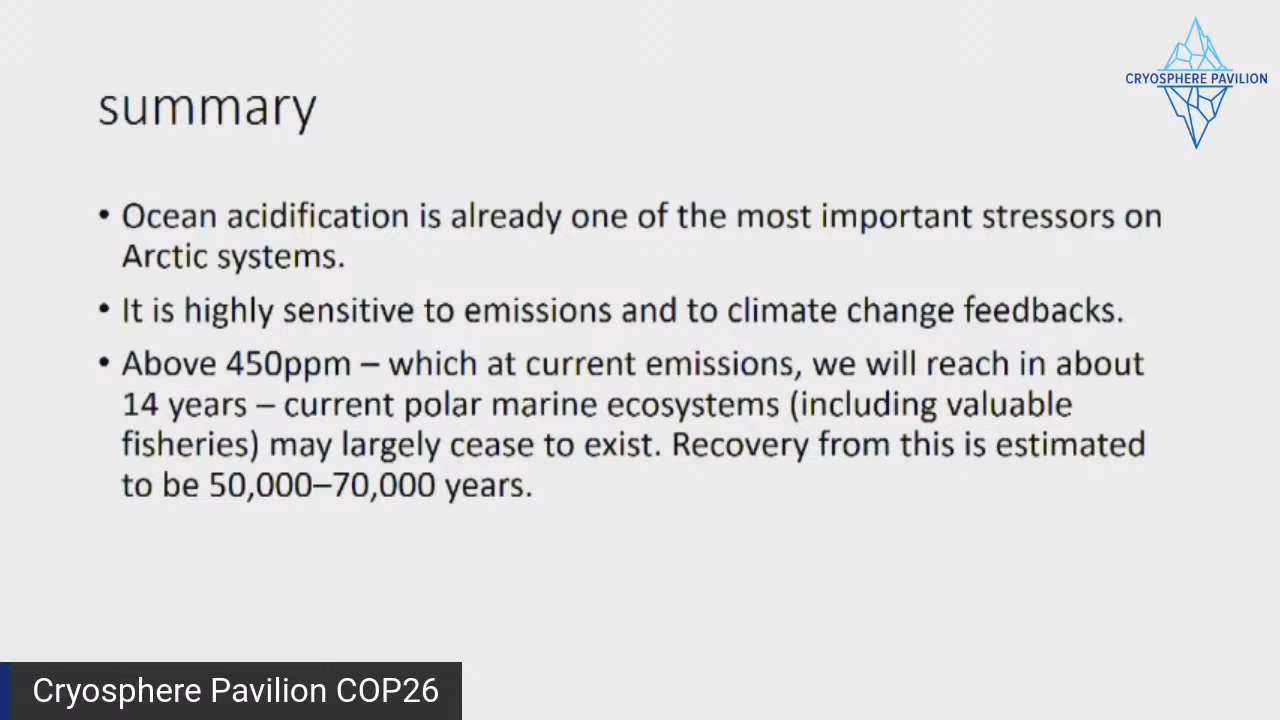 CRYOSPHERE PAVILION
summary
• Ocean acidification is already one of the most important stressors on
Arctic systems.
• It is highly sensitive to emissions and to climate change feedbacks.
• Above 450ppm – which at current emissions, we will reach in about
14 years – current polar marine ecosystems (including valuable
fisheries) may largely cease to exist. Recovery from this is estimated
to be 50,000–70,000 years.
Cryosphere Pavilion COP26